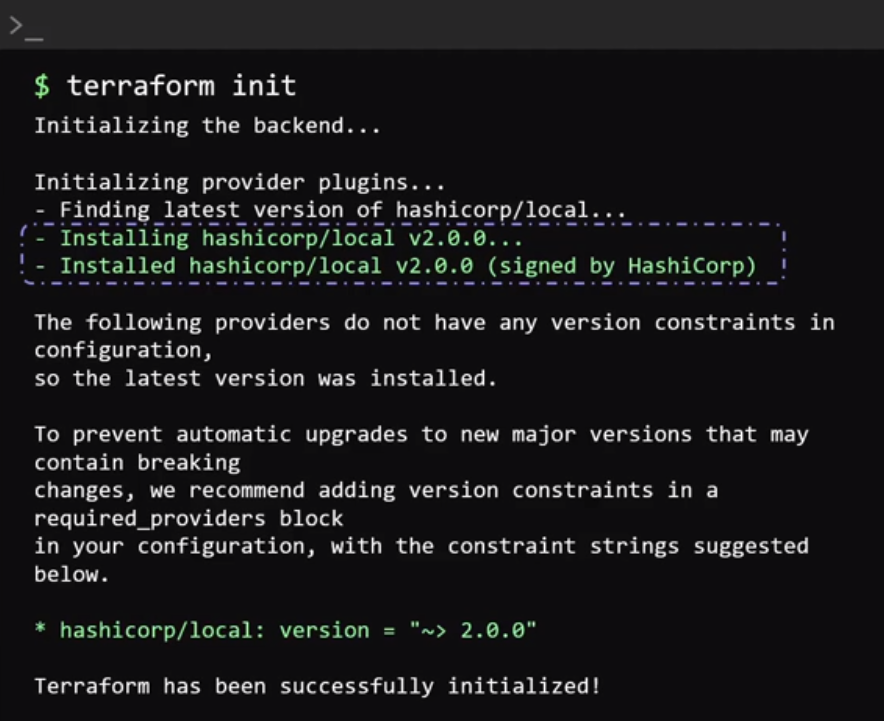 >_
$ terraform init
Initializing the backend...
Initializing provider plugins...
- Finding latest version of hashicorp/local...
- Installing hashicorp/local v2.0.0...
- Installed hashicorp/local v2.0.0 (signed by HashiCorp)
The following providers do not have any version constraints in
configuration,
so the latest version was installed.
To prevent automatic upgrades to new major versions that may
contain breaking
changes, we recommend adding version constraints in a
required_providers block
in your configuration, with the constraint strings suggested
below.
* hashicorp/local: version = "~> 2.0.0"
Terraform has been successfully initialized!